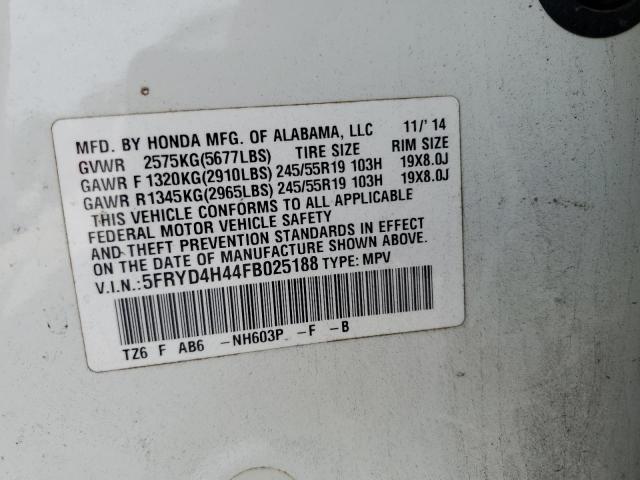 MFD. BY HONDA MFG. OF ALABAMA, LLC 11/'14
GVWR 2575KG(5677LBS) TIRE SIZE RIM SIZE
GAWR F 1320KG(2910LBS) 245/55R19 103H 19X8.0J
GAWR R1345KG(2965LBS) 245/55R19 103H 19X8.0J
THIS VEHICLE CONFORMS TO ALL APPLICABLE
FEDERAL MOTOR VEHICLE SAFETY
AND THEFT PREVENTION STANDARDS IN EFFECT
ON THE DATE OF MANUFACTURE SHOWN ABOVE.
V.I.N.:5FRYD4H44FB025188 TYPE: MPV
TZ6 F AB6 -NH603P -F -B